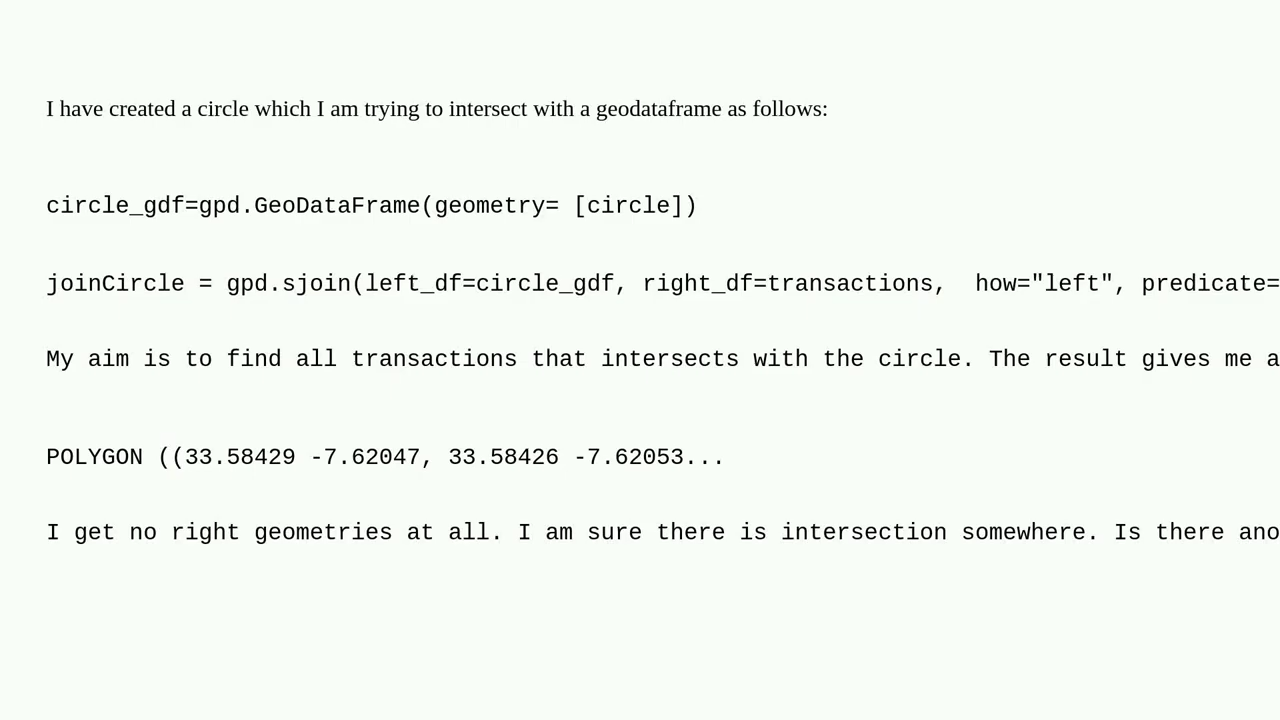 I have created a circle which I am trying to intersect with a geodataframe as follows:
circle_gdf=gpd.GeoDataFrame(geometry= [circle])
joinCircle = gpd.sjoin(left_df=circle_gdf, right_df=transactions,  how="left", predicate=
My aim is to find all transactions that intersects with the circle. The result gives me a
POLYGON ((33.58429 -7.62047, 33.58426 -7.62053...
I get no right geometries at all. I am sure there is intersection somewhere. Is there ano